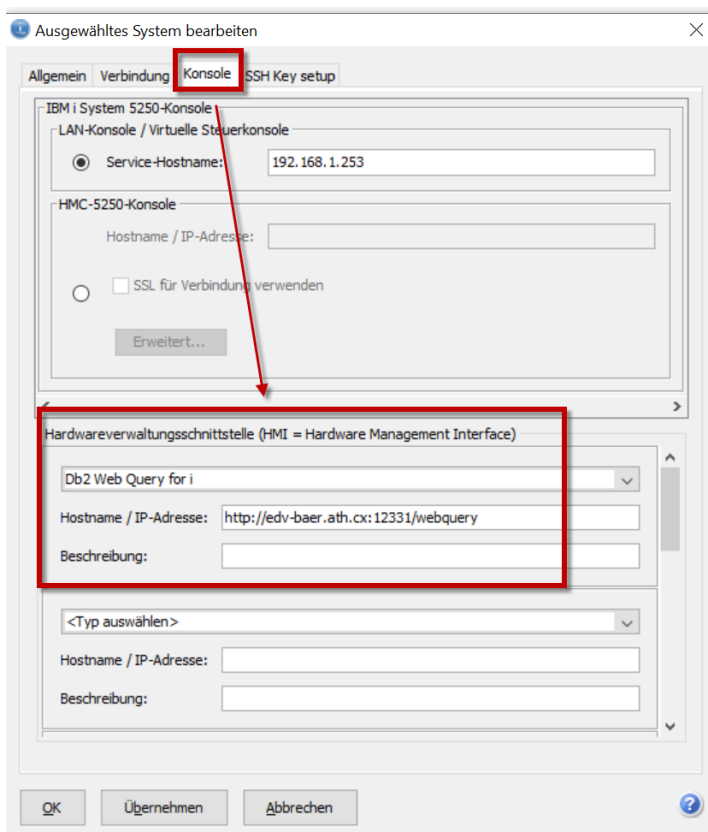 Ausgewähltes System bearbeiten
Allgemein Verbindung Konsole SSH Key setup
IBM i System 5250-Konsole
LAN-Konsole / Virtuelle Steuerkonsole
Service-Hostname: 192.168.1.253
HMC-5250-Konsole
Hostname / IP-Adresse:
SSL für Verbindung verwenden
Erweitert...
Hardwareverwaltungsschnittstelle (HMI = Hardware Management Interface)
Db2 Web Query for i
Hostname / IP-Adresse: http://edv-baer.ath.cx:12331/webquery
Beschreibung:
<Typ auswählen>
Hostname / IP-Adresse:
Beschreibung:
OK Übernehmen Abbrechen ?